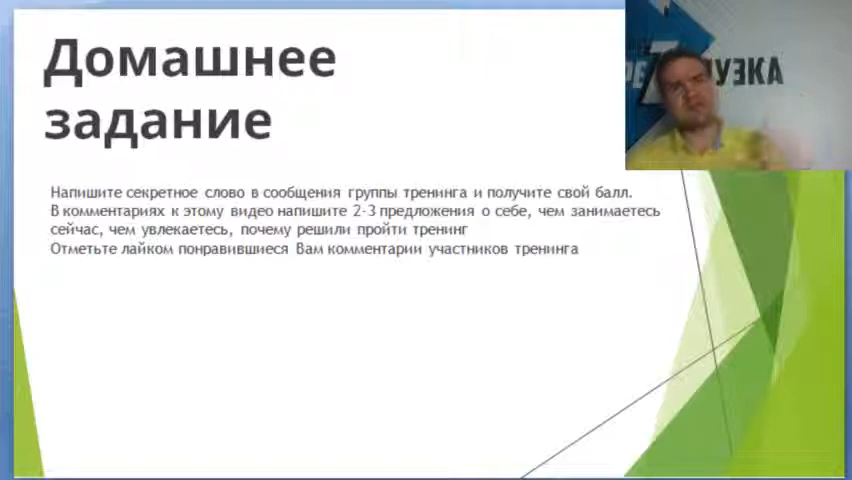 Домашнее
задание
Напишите секретное слово в сообщения группы тренинга и получите свой балл.
В комментариях к этому видео напишите 2-3 предложения о себе, чем занимаетесь
сейчас, чем увлекаетесь, почему решили пройти тренинг
Отметьте лайком понравившиеся Вам комментарии участников тренинга